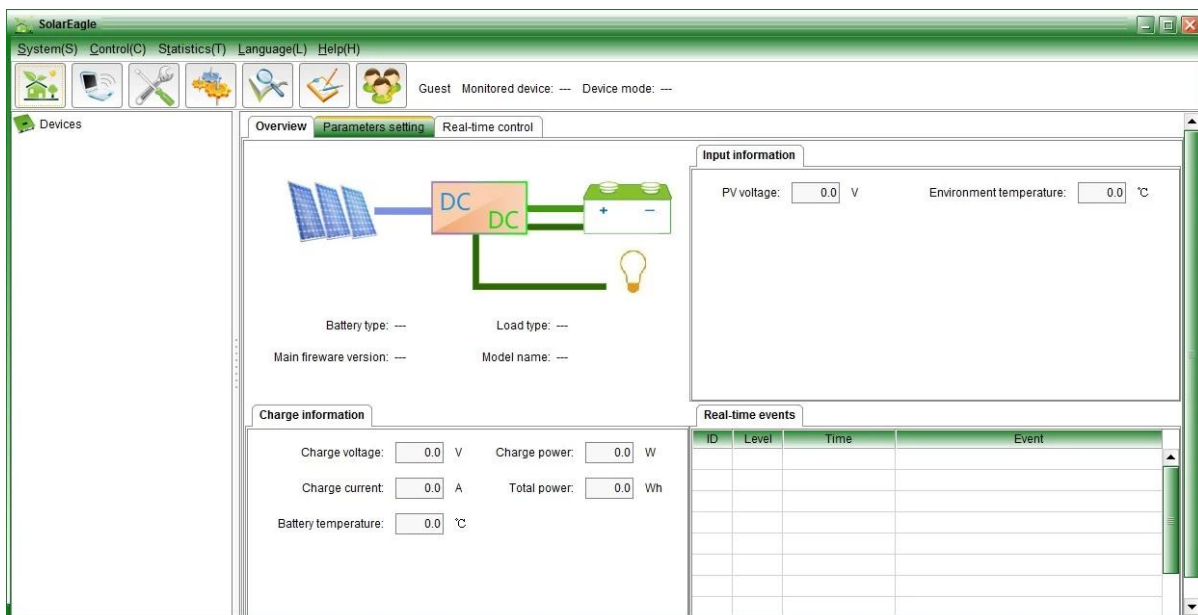 SolarEagle
System(S) Control(C) Statistics(T) Language(L) Help(H)
Guest Monitored device: --- Device mode: ---
Devices
Overview Parameters setting Real-time control
DC
DC
+ −
Battery type: --- Load type: ---
Main fireware version: --- Model name: ---
Input information
PV voltage: 0.0 V Environment temperature: 0.0 ℃
Charge information
Charge voltage: 0.0 V Charge power: 0.0 W
Charge current: 0.0 A Total power: 0.0 Wh
Battery temperature: 0.0 ℃
Real-time events
ID Level Time Event